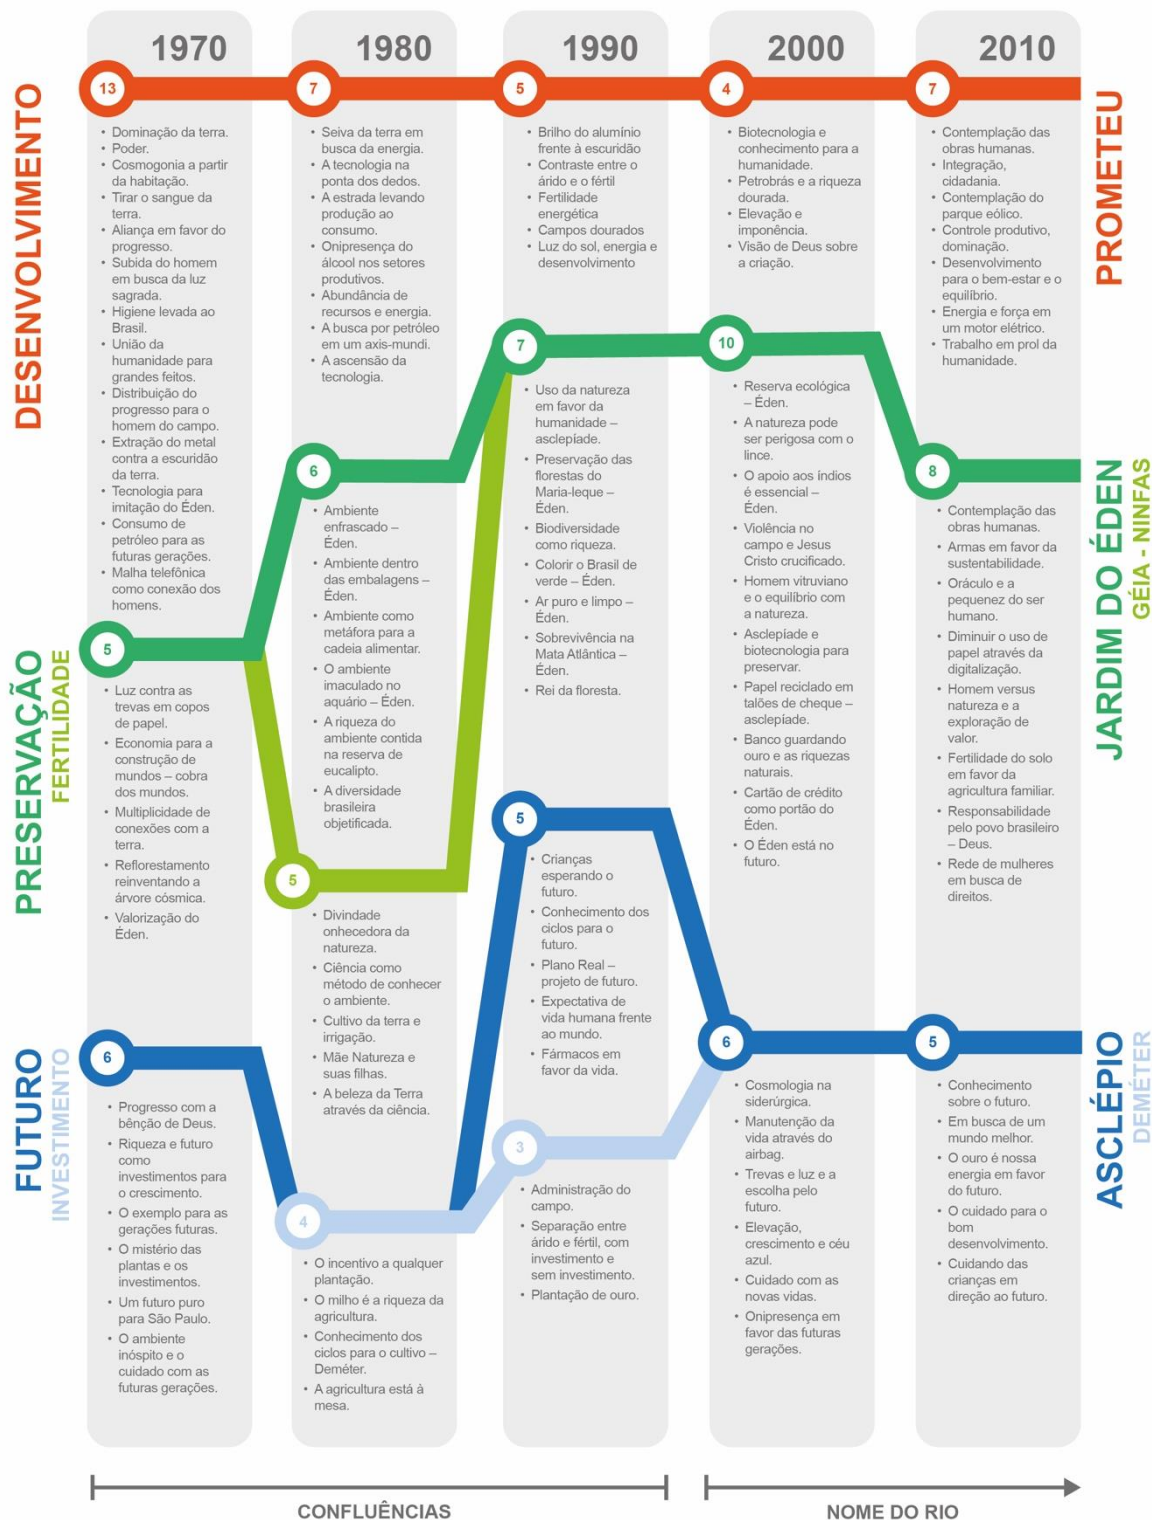 1970
1980
1990
2000
2010
DESENVOLVIMENTO
PROMETEU
13
7
5
4
7
• Dominação da terra.
• Poder.
• Cosmogonia a partir
da habitação.
• Tirar o sangue da
terra.
• Aliança em favor do
progresso.
• Subida do homem
em busca da luz
sagrada.
• Higiene levada ao
Brasil.
• União da
humanidade para
grandes feitos.
• Distribuição do
progresso para o
homem do campo.
• Extração do metal
contra a escuridão
da terra.
• Tecnologia para
imitação do Éden.
• Consumo de
petróleo para as
futuras gerações.
• Malha telefônica
como conexão dos
homens.
• Seiva da terra em
busca da energia.
• A tecnologia na
ponta dos dedos.
• A estrada levando
produção ao
consumo.
• Onipresença do
álcool nos setores
produtivos.
• Abundância de
recursos e energia.
• A busca por petróleo
em um axis-mundi.
• A ascensão da
tecnologia.
• Brilho do alumínio
frente à escuridão
• Contraste entre o
árido e o fértil
• Fertilidade
energética
• Campos dourados
• Luz do sol, energia e
desenvolvimento
• Biotecnologia e
conhecimento para a
humanidade.
• Petrobrás e a riqueza
dourada.
• Elevação e
imponência.
• Visão de Deus sobre
a criação.
• Contemplação das
obras humanas.
• Integração,
cidadania.
• Contemplação do
parque eólico.
• Controle produtivo,
dominação.
• Desenvolvimento
para o bem-estar e o
equilíbrio.
• Energia e força em
um motor elétrico.
• Trabalho em prol da
humanidade.
PRESERVAÇÃO
FERTILIDADE
JARDIM DO ÉDEN
GÉIA - NINFAS
5
• Luz contra as
trevas em copos
de papel.
• Economia para a
construção de
mundos – cobra
dos mundos.
• Multiplicidade de
conexões com a
terra.
• Reflorestamento
reinventando a
árvore cósmica.
• Valorização do
Éden.
6
• Ambiente
enfrascado –
Éden.
• Ambiente dentro
das embalagens –
Éden.
• Ambiente como
metáfora para a
cadeia alimentar.
• O ambiente
imaculado no
aquário – Éden.
• A riqueza do
ambiente contida
na reserva de
eucalipto.
• A diversidade
brasileira
objetificada.
5
• Divindade
onhecedora da
natureza.
• Ciência como
método de conhecer
o ambiente.
• Cultivo da terra e
irrigação.
• Mãe Natureza e
suas filhas.
• A beleza da Terra
através da ciência.
7
• Uso da natureza
em favor da
humanidade –
asclepíade.
• Preservação das
florestas do
Maria-leque –
Éden.
• Biodiversidade
como riqueza.
• Colorir o Brasil de
verde – Éden.
• Ar puro e limpo –
Éden.
• Sobrevivência na
Mata Atlântica –
Éden.
• Rei da floresta.
10
• Reserva ecológica
– Éden.
• A natureza pode
ser perigosa com o
lince.
• O apoio aos índios
é essencial –
Éden.
• Violência no
campo e Jesus
Cristo crucificado.
• Homem vitruviano
e o equilíbrio com
a natureza.
• Asclepíade e
biotecnologia para
preservar.
• Papel reciclado em
talões de cheque –
asclepíade.
• Banco guardando
ouro e as riquezas
naturais.
• Cartão de crédito
como portão do
Éden.
• O Éden está no
futuro.
8
• Contemplação das
obras humanas.
• Armas em favor da
sustentabilidade.
• Oráculo e a
pequenez do ser
humano.
• Diminuir o uso de
papel através da
digitalização.
• Homem versus
natureza e a
exploração de
valor.
• Fertilidade do solo
em favor da
agricultura familiar.
• Responsabilidade
pelo povo brasileiro
– Deus.
• Rede de mulheres
em busca de
direitos.
FUTURO
INVESTIMENTO
ASCLÉPIO
DEMÉTER
6
• Progresso com a
bênção de Deus.
• Riqueza e futuro
como
investimentos para
o crescimento.
• O exemplo para as
gerações futuras.
• O mistério das
plantas e os
investimentos.
• Um futuro puro
para São Paulo.
• O ambiente
inóspito e o
cuidado com as
futuras gerações.
4
• O incentivo a qualquer
plantação.
• O milho é a riqueza da
agricultura.
• Conhecimento dos
ciclos para o cultivo –
Deméter.
• A agricultura está à
mesa.
5
• Crianças
esperando o
futuro.
• Conhecimento dos
ciclos para o
futuro.
• Plano Real –
projeto de futuro.
• Expectativa de
vida humana frente
ao mundo.
• Fármacos em
favor da vida.
3
• Administração do
campo.
• Separação entre
árido e fértil, com
investimento e
sem investimento.
• Plantação de ouro.
6
• Cosmologia na
siderúrgica.
• Manutenção da
vida através do
airbag.
• Trevas e luz e a
escolha pelo
futuro.
• Elevação,
crescimento e céu
azul.
• Cuidado com as
novas vidas.
• Onipresença em
favor das futuras
gerações.
5
• Conhecimento
sobre o futuro.
• Em busca de um
mundo melhor.
• O ouro é nossa
energia em favor
do futuro.
• O cuidado para o
bom
desenvolvimento.
• Cuidando das
crianças em
direção ao futuro.
CONFLUÊNCIAS
NOME DO RIO